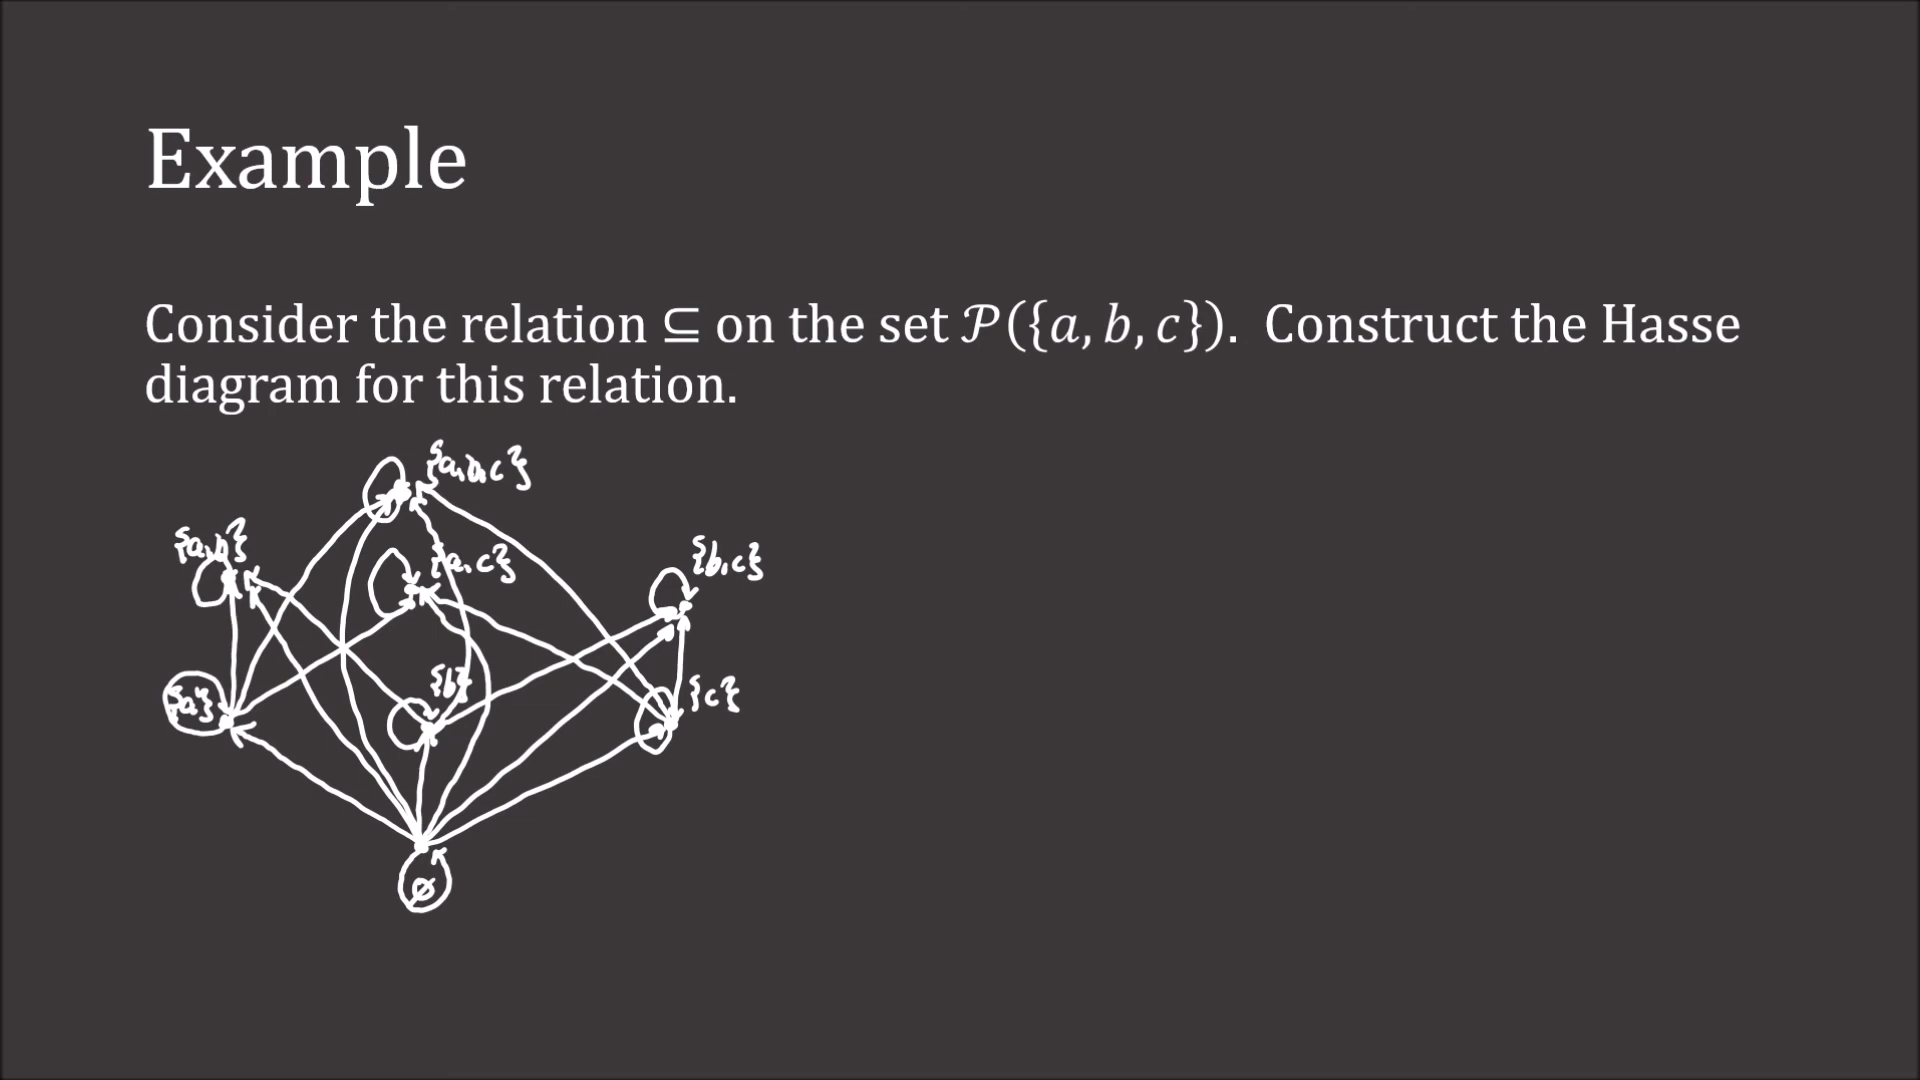 Example
Consider the relation ⊆ on the set 𝒫({a, b, c}). Construct the Hasse
diagram for this relation.
{a,b,c}
{a,b}
{a,c}
{b,c}
{a}
{b}
{c}
∅